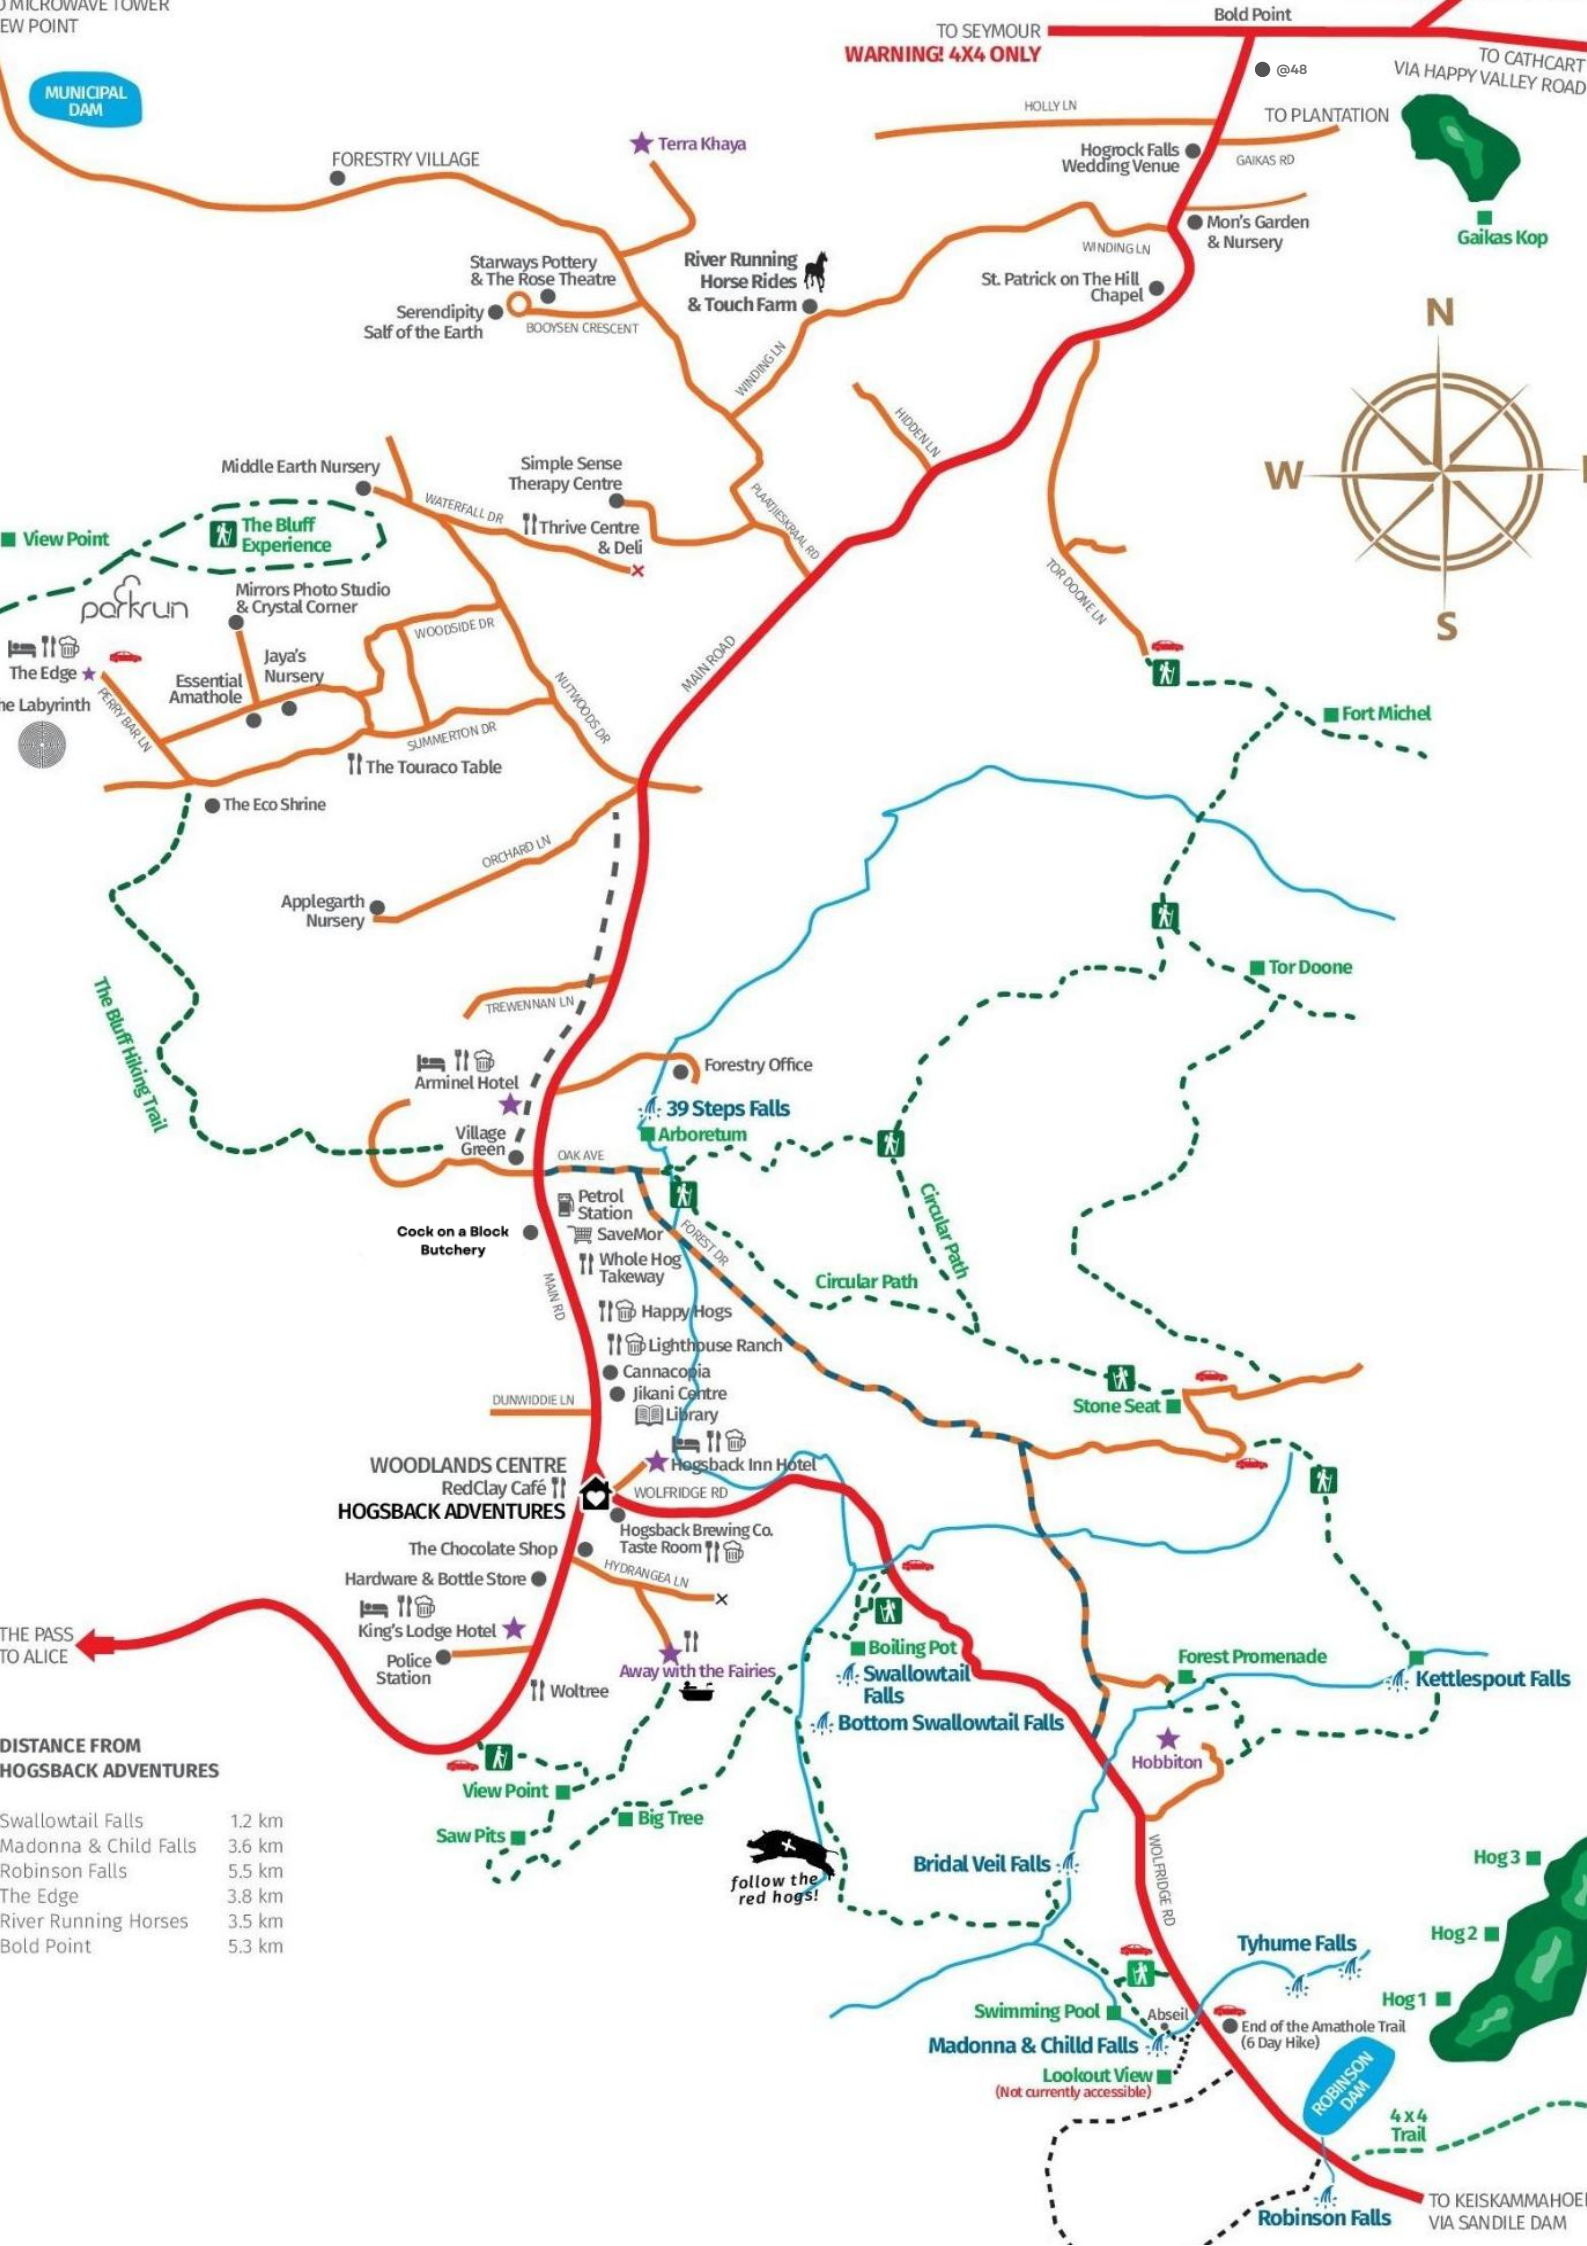 O MICROWAVE TOWER
EW POINT
MUNICIPAL
DAM
TO SEYMOUR
WARNING! 4X4 ONLY
Bold Point
@48
TO CATHCART
VIA HAPPY VALLEY ROAD
HOLLY LN
TO PLANTATION
GAIKAS RD
Hogrock Falls
Wedding Venue
Gaikas Kop
FORESTRY VILLAGE
Terra Khaya
Mon's Garden
& Nursery
WINDING LN
St. Patrick on The Hill
Chapel
River Running
Horse Rides
& Touch Farm
Starways Pottery
& The Rose Theatre
Serendipity
Salf of the Earth
BOOYSEN CRESCENT
WINDING LN
HIDDEN LN
N
W
S
Middle Earth Nursery
WATERFALL DR
Simple Sense
Therapy Centre
Thrive Centre
& Deli
PLAATJIESKRAAL RD
TOR DOONE LN
View Point
The Bluff
Experience
parkrun
Mirrors Photo Studio
& Crystal Corner
WOODSIDE DR
The Edge
Jaya's
Nursery
Essential
Amathole
he Labyrinth
PERRY BAR LN
NUTWOODS DR
MAIN ROAD
SUMMERTON DR
The Touraco Table
The Eco Shrine
Fort Michel
ORCHARD LN
Applegarth
Nursery
Tor Doone
The Bluff Hiking Trail
TREWENNAN LN
Arminel Hotel
Forestry Office
39 Steps Falls
Arboretum
Village
Green
OAK AVE
Petrol
Station
Cock on a Block
Butchery
SaveMor
FOREST DR
Whole Hog
Takeway
MAIN RD
Circular Path
Circular Path
Happy Hogs
Lighthouse Ranch
Cannacopia
Jikani Centre
Library
DUNWIDDIE LN
Stone Seat
WOODLANDS CENTRE
RedClay Café
HOGSBACK ADVENTURES
Hogsback Inn Hotel
WOLFRIDGE RD
Hogsback Brewing Co.
Taste Room
The Chocolate Shop
HYDRANGEA LN
Hardware & Bottle Store
King's Lodge Hotel
Police
Station
THE PASS
TO ALICE
Away with the Fairies
Woltree
Boiling Pot
Swallowtail
Falls
Bottom Swallowtail Falls
Forest Promenade
Kettlespout Falls
Hobbiton
View Point
Saw Pits
Big Tree
follow the
red hogs!
Bridal Veil Falls
WOLFRIDGE RD
DISTANCE FROM
HOGSBACK ADVENTURES
Swallowtail Falls 1.2 km
Madonna & Child Falls 3.6 km
Robinson Falls 5.5 km
The Edge 3.8 km
River Running Horses 3.5 km
Bold Point 5.3 km
Hog 3
Hog 2
Hog 1
Tyhume Falls
Swimming Pool
Abseil
Madonna & Chilld Falls
End of the Amathole Trail
(6 Day Hike)
Lookout View
(Not currently accessible)
ROBINSON
DAM
4 x 4
Trail
Robinson Falls
TO KEISKAMMAHOE
VIA SANDILE DAM